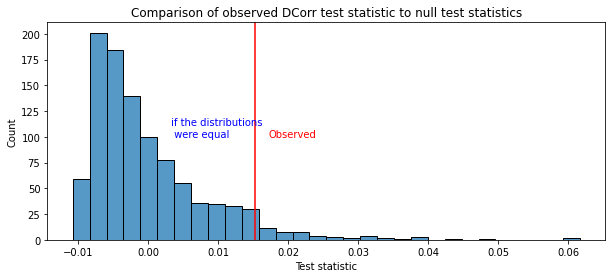 Comparison of observed DCorr test statistic to null test statistics
200
175
150
125
100
75
50
25
0
Count
if the distributions
were equal
Observed
−0.01 0.00 0.01 0.02 0.03 0.04 0.05 0.06
Test statistic